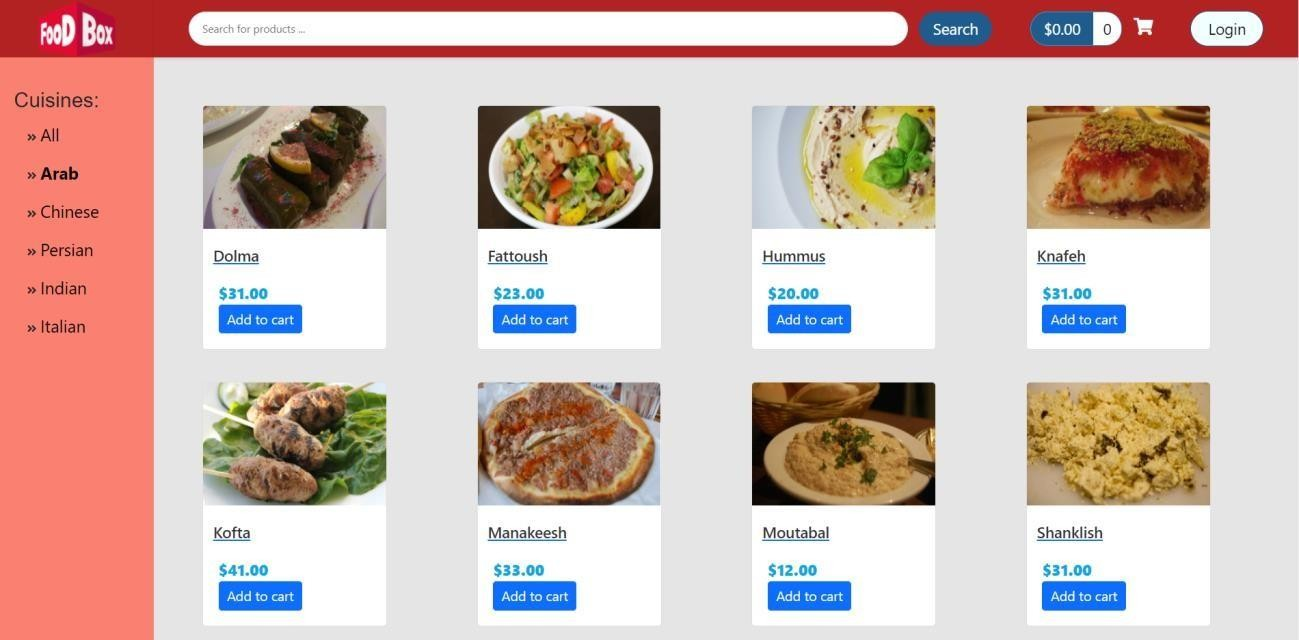 FooD Box
Search for products ...
Search
$0.00
0
Login
Cuisines:
» All
» Arab
» Chinese
» Persian
» Indian
» Italian
Dolma
$31.00
Add to cart
Fattoush
$23.00
Add to cart
Hummus
$20.00
Add to cart
Knafeh
$31.00
Add to cart
Kofta
$41.00
Add to cart
Manakeesh
$33.00
Add to cart
Moutabal
$12.00
Add to cart
Shanklish
$31.00
Add to cart